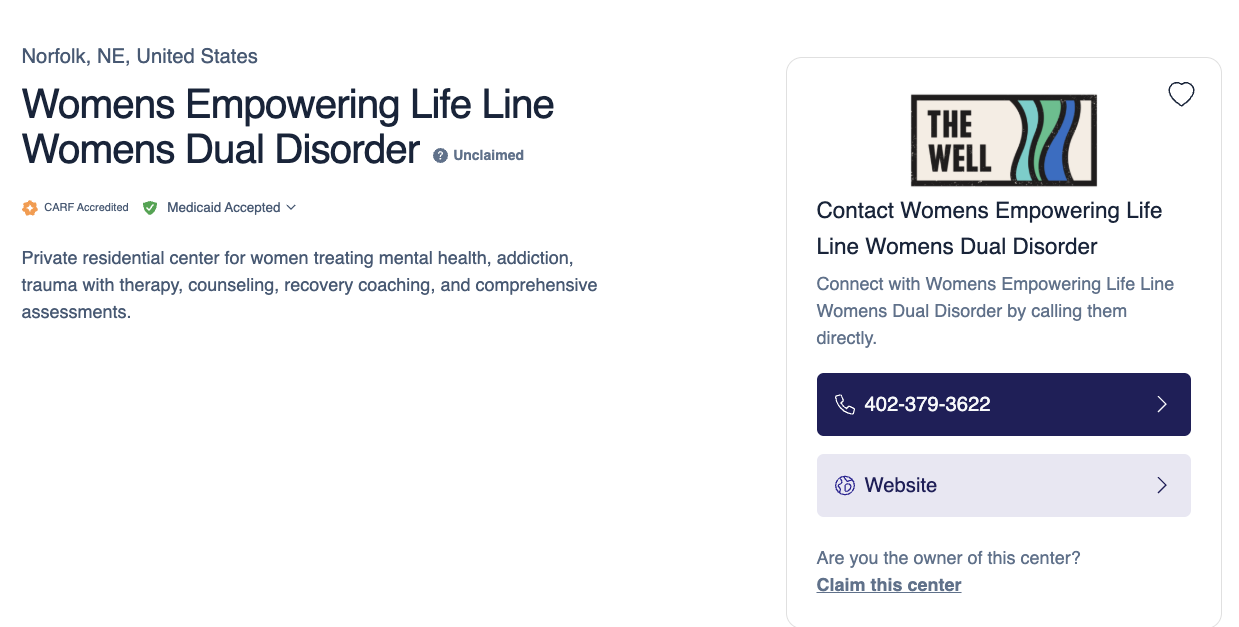 Norfolk, NE, United States
Womens Empowering Life Line
Womens Dual Disorder
Unclaimed
CARF Accredited
Medicaid Accepted
Private residential center for women treating mental health, addiction,
trauma with therapy, counseling, recovery coaching, and comprehensive
assessments.
THE
WELL
Contact Womens Empowering Life
Line Womens Dual Disorder
Connect with Womens Empowering Life Line
Womens Dual Disorder by calling them
directly.
402-379-3622
Website
Are you the owner of this center?
Claim this center